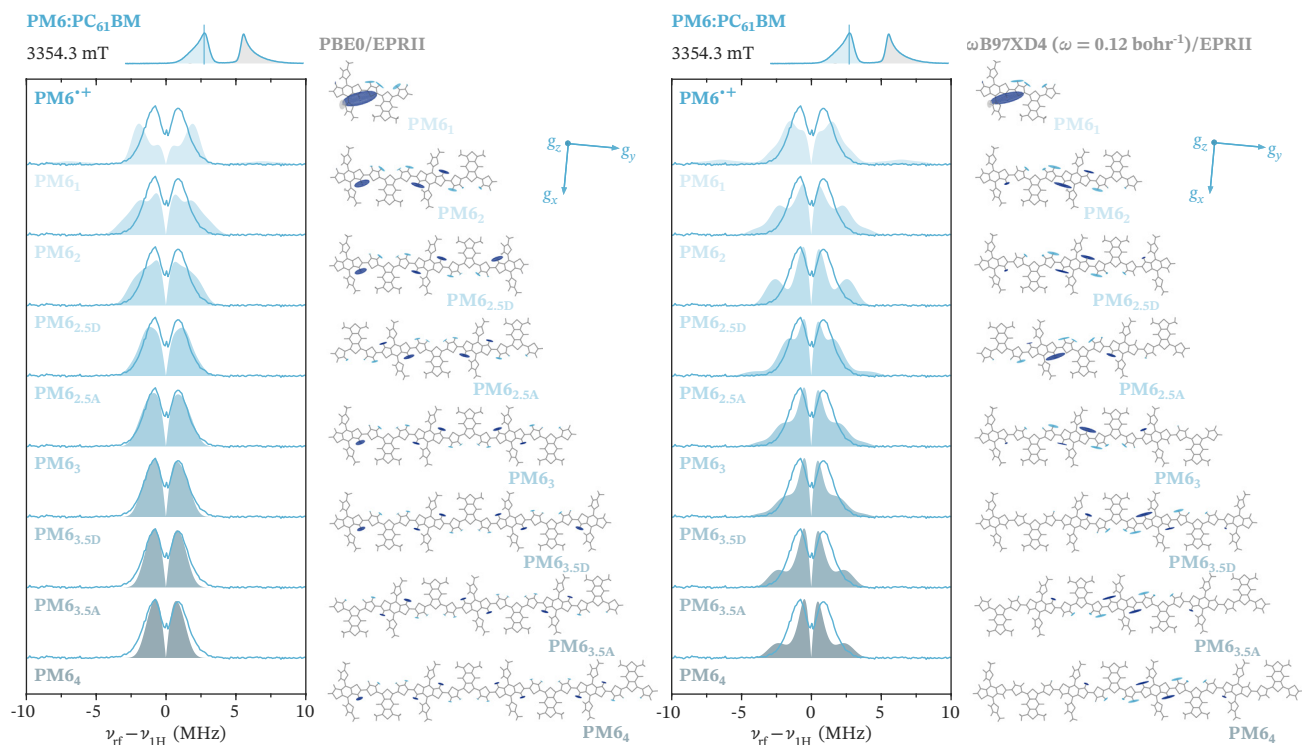 PM6:PC₆₁BM
3354.3 mT
PBE0/EPRII
PM6•⁺
PM6₁
PM6₂
PM6₂.₅D
PM6₂.₅A
PM6₃
PM6₃.₅D
PM6₃.₅A
PM6₄
-10 -5 0 5 10
νrf – ν1H (MHz)
PM6₁
gz gy
gx
PM6₂
PM6₂.₅D
PM6₂.₅A
PM6₃
PM6₃.₅D
PM6₃.₅A
PM6₄
PM6:PC₆₁BM
3354.3 mT
ωB97XD4 (ω = 0.12 bohr⁻¹)/EPRII
PM6•⁺
PM6₁
PM6₂
PM6₂.₅D
PM6₂.₅A
PM6₃
PM6₃.₅D
PM6₃.₅A
PM6₄
-10 -5 0 5 10
νrf – ν1H (MHz)
PM6₁
gz gy
gx
PM6₂
PM6₂.₅D
PM6₂.₅A
PM6₃
PM6₃.₅D
PM6₃.₅A
PM6₄